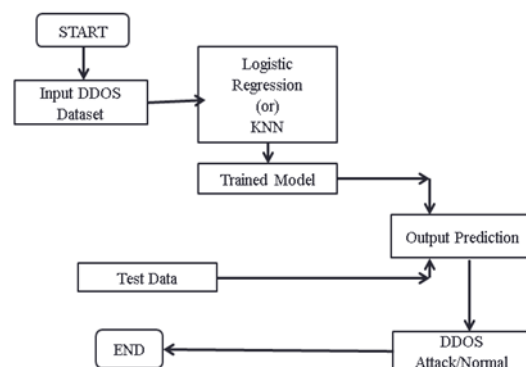 START
Input DDOS
Dataset
Logistic
Regression
(or)
KNN
Trained Model
Output Prediction
Test Data
DDOS
Attack/Normal
END